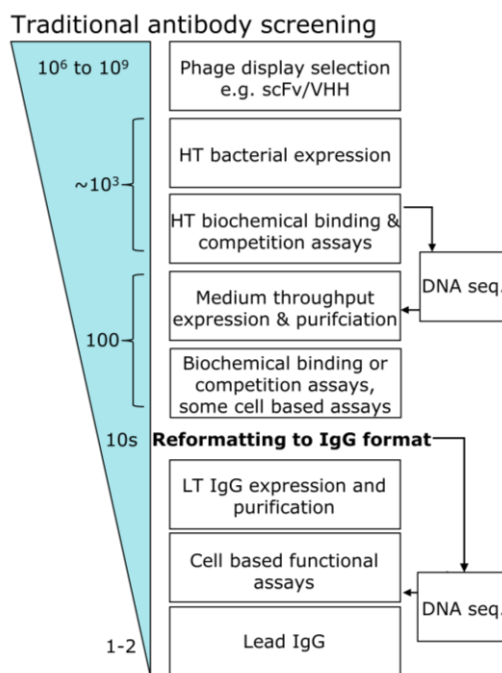 Traditional antibody screening
10⁶ to 10⁹
Phage display selection
e.g. scFv/VHH
HT bacterial expression
~10³
HT biochemical binding &
competition assays
DNA seq.
Medium throughput
expression & purifciation
100
Biochemical binding or
competition assays,
some cell based assays
10s
Reformatting to IgG format
LT IgG expression and
purification
Cell based functional
assays
DNA seq.
1-2
Lead IgG